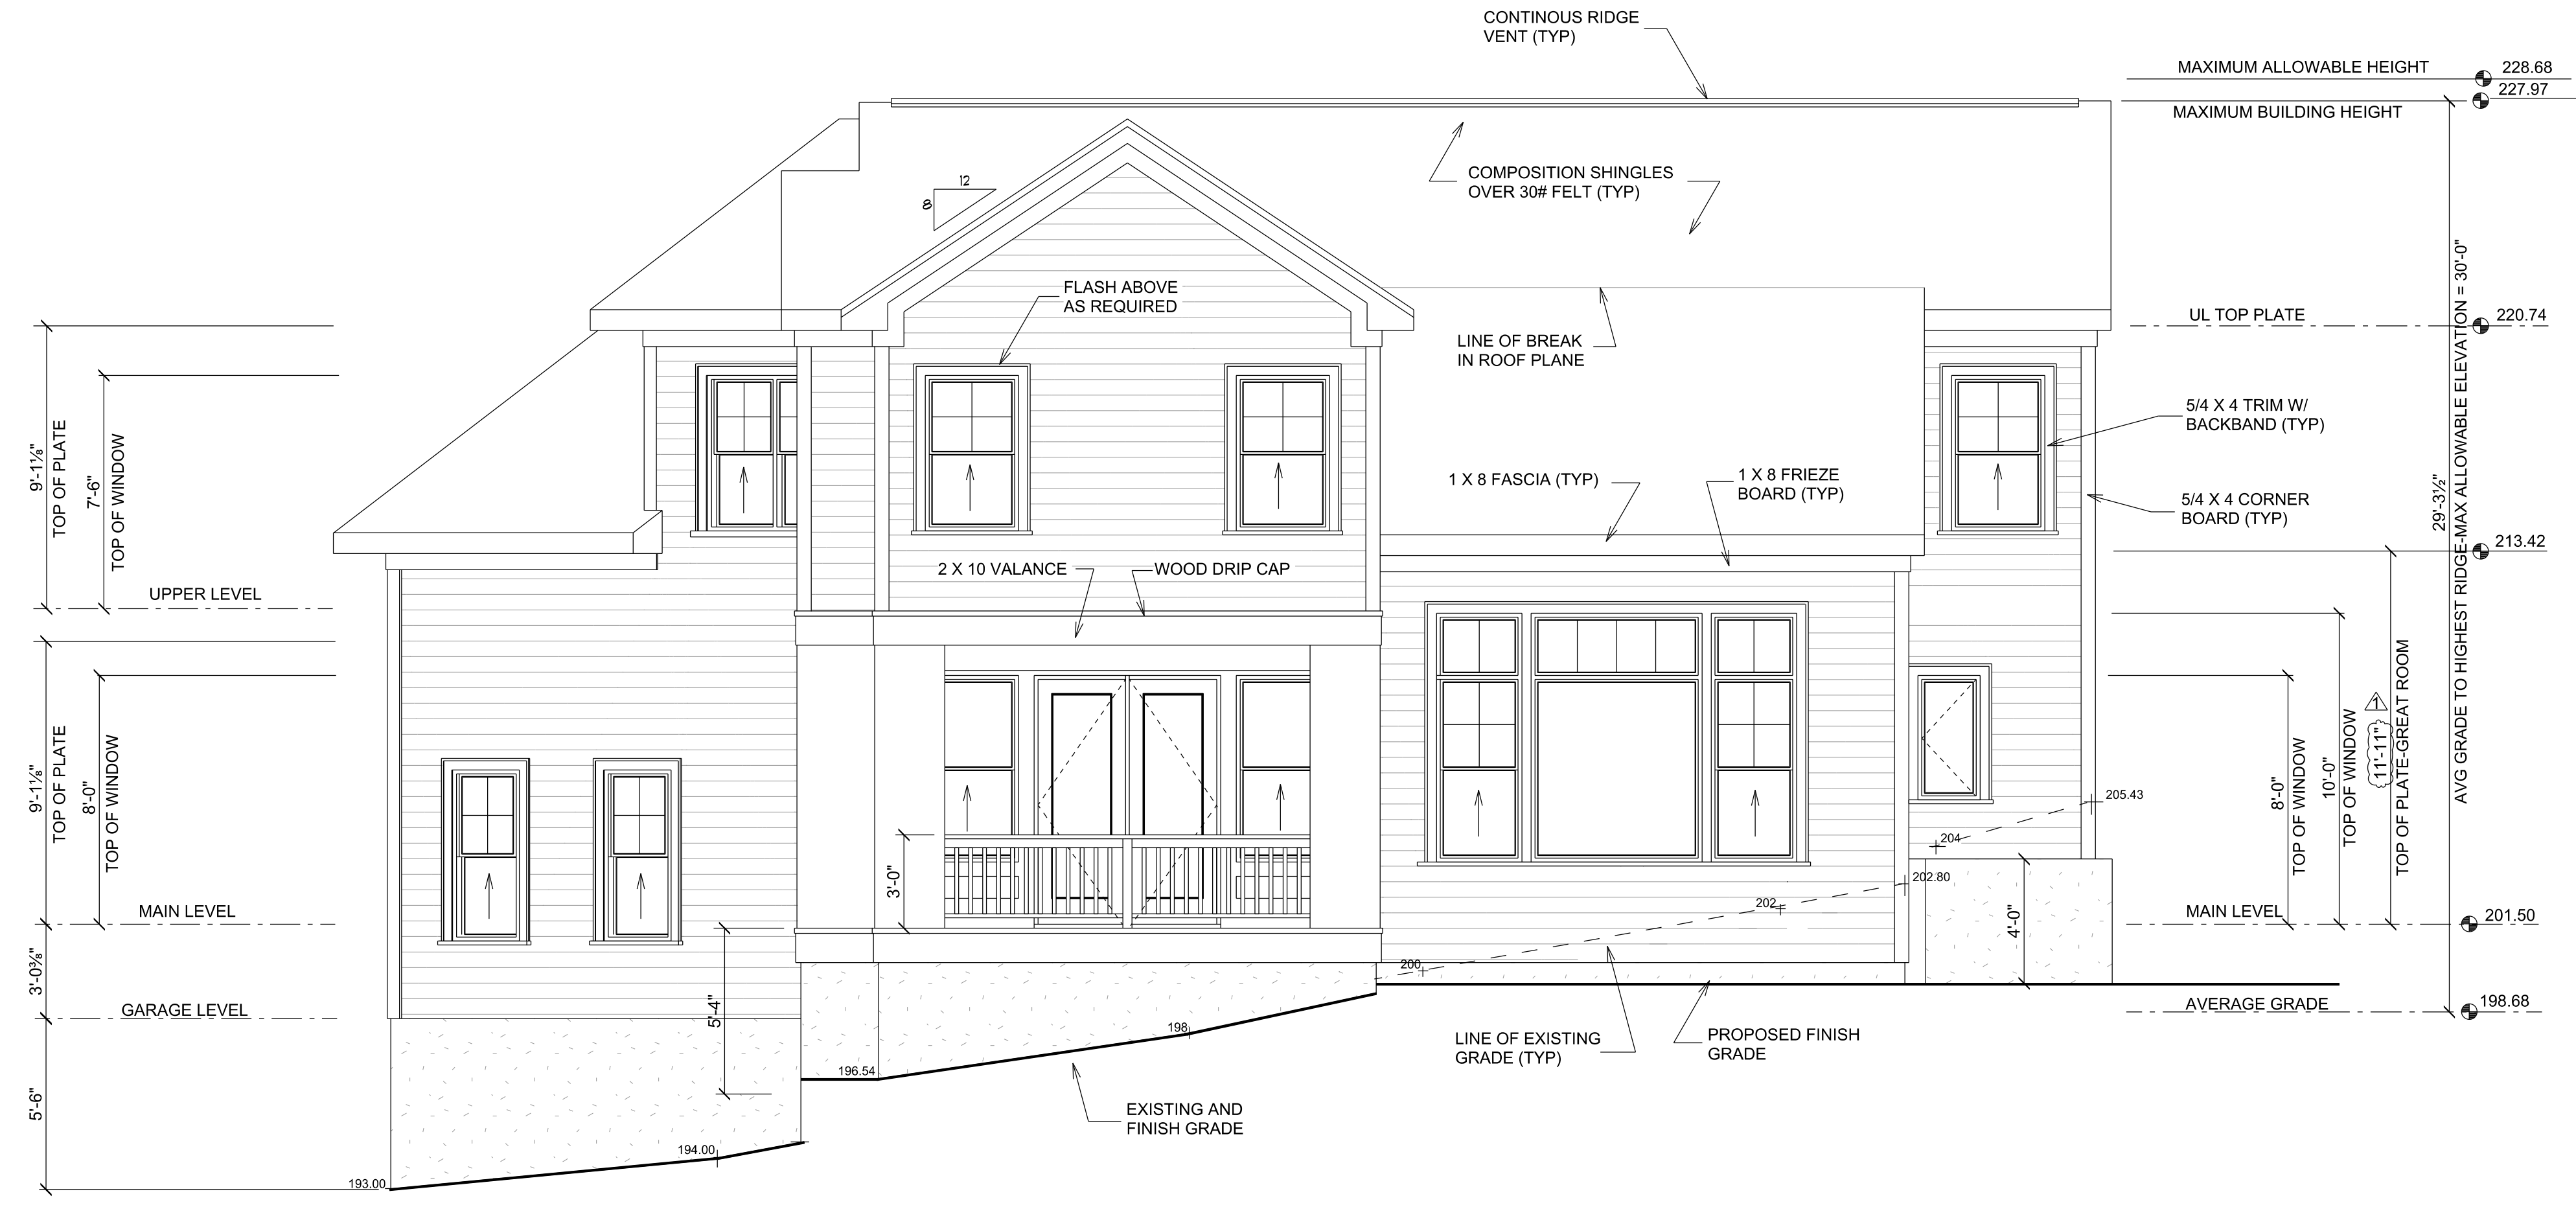 CONTINOUS RIDGE
VENT (TYP)
MAXIMUM ALLOWABLE HEIGHT
228.68
227.97
MAXIMUM BUILDING HEIGHT
COMPOSITION SHINGLES
OVER 30# FELT (TYP)
12
8
FLASH ABOVE
AS REQUIRED
LINE OF BREAK
IN ROOF PLANE
UL TOP PLATE
220.74
5/4 X 4 TRIM W/
BACKBAND (TYP)
1 X 8 FASCIA (TYP)
1 X 8 FRIEZE
BOARD (TYP)
5/4 X 4 CORNER
BOARD (TYP)
9'-1⅛"
TOP OF PLATE
7'-6"
TOP OF WINDOW
29'-3½"
AVG GRADE TO HIGHEST RIDGE-MAX ALLOWABLE ELEVATION = 30'-0"
213.42
2 X 10 VALANCE
WOOD DRIP CAP
UPPER LEVEL
9'-1⅛"
TOP OF PLATE
8'-0"
TOP OF WINDOW
8'-0"
TOP OF WINDOW
10'-0"
TOP OF WINDOW
1
11'-11"
TOP OF PLATE-GREAT ROOM
205.43
204
202.80
202
200
3'-0"
4'-0"
MAIN LEVEL
MAIN LEVEL
201.50
3'-0⅜"
GARAGE LEVEL
5'-4"
AVERAGE GRADE
198.68
198
LINE OF EXISTING
GRADE (TYP)
PROPOSED FINISH
GRADE
196.54
5'-6"
EXISTING AND
FINISH GRADE
194.00
193.00